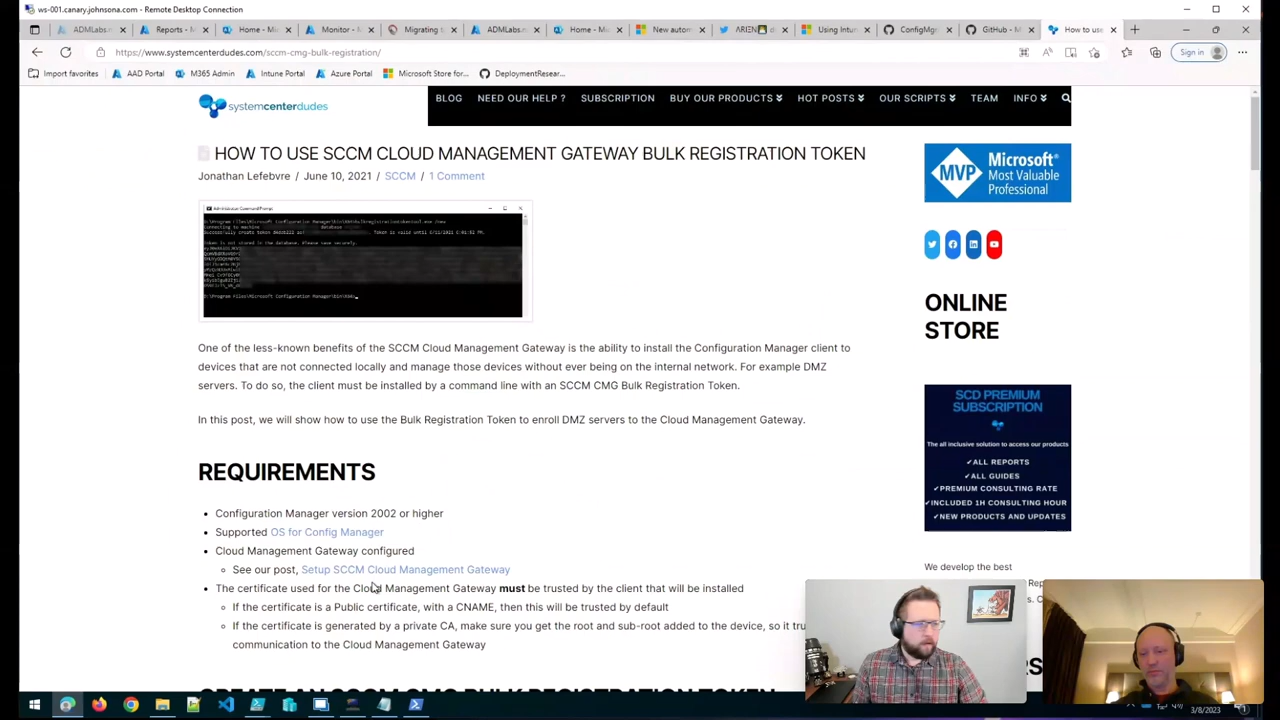 ws-001.canary.johnsona.com - Remote Desktop Connection
ADMLabs
Reports - M
Home - Mi
Monitor - M
Migrating t
ADMLabs.n
Home - Mi
New autom
Using Intun
ConfigMgr
GitHub - M
How to use
https://www.systemcenterdudes.com/sccm-cmg-bulk-registration/
Sign in
Import favorites
AAD Portal
M365 Admin
Intune Portal
Azure Portal
Microsoft Store for...
DeploymentResear...
systemcenterdudes
BLOG
NEED OUR HELP ?
SUBSCRIPTION
BUY OUR PRODUCTS
HOT POSTS
OUR SCRIPTS
TEAM
INFO
HOW TO USE SCCM CLOUD MANAGEMENT GATEWAY BULK REGISTRATION TOKEN
Jonathan Lefebvre / June 10, 2021 / SCCM / 1 Comment
MVP
Microsoft
Most Valuable
Professional
One of the less-known benefits of the SCCM Cloud Management Gateway is the ability to install the Configuration Manager client to
devices that are not connected locally and manage those devices without ever being on the internal network. For example DMZ
servers. To do so, the client must be installed by a command line with an SCCM CMG Bulk Registration Token.
In this post, we will show how to use the Bulk Registration Token to enroll DMZ servers to the Cloud Management Gateway.
REQUIREMENTS
Configuration Manager version 2002 or higher
Supported OS for Config Manager
Cloud Management Gateway configured
See our post, Setup SCCM Cloud Management Gateway
The certificate used for the Cloud Management Gateway must be trusted by the client that will be installed
If the certificate is a Public certificate, with a CNAME, then this will be trusted by default
If the certificate is generated by a private CA, make sure you get the root and sub-root added to the device, so it tru
communication to the Cloud Management Gateway
ONLINE
STORE
SCD PREMIUM
SUBSCRIPTION
The all inclusive solution to access our products
✓ALL REPORTS
✓ALL GUIDES
✓PREMIUM CONSULTING RATE
✓INCLUDED 1H CONSULTING HOUR
✓NEW PRODUCTS AND UPDATES
We develop the best
3/8/2023